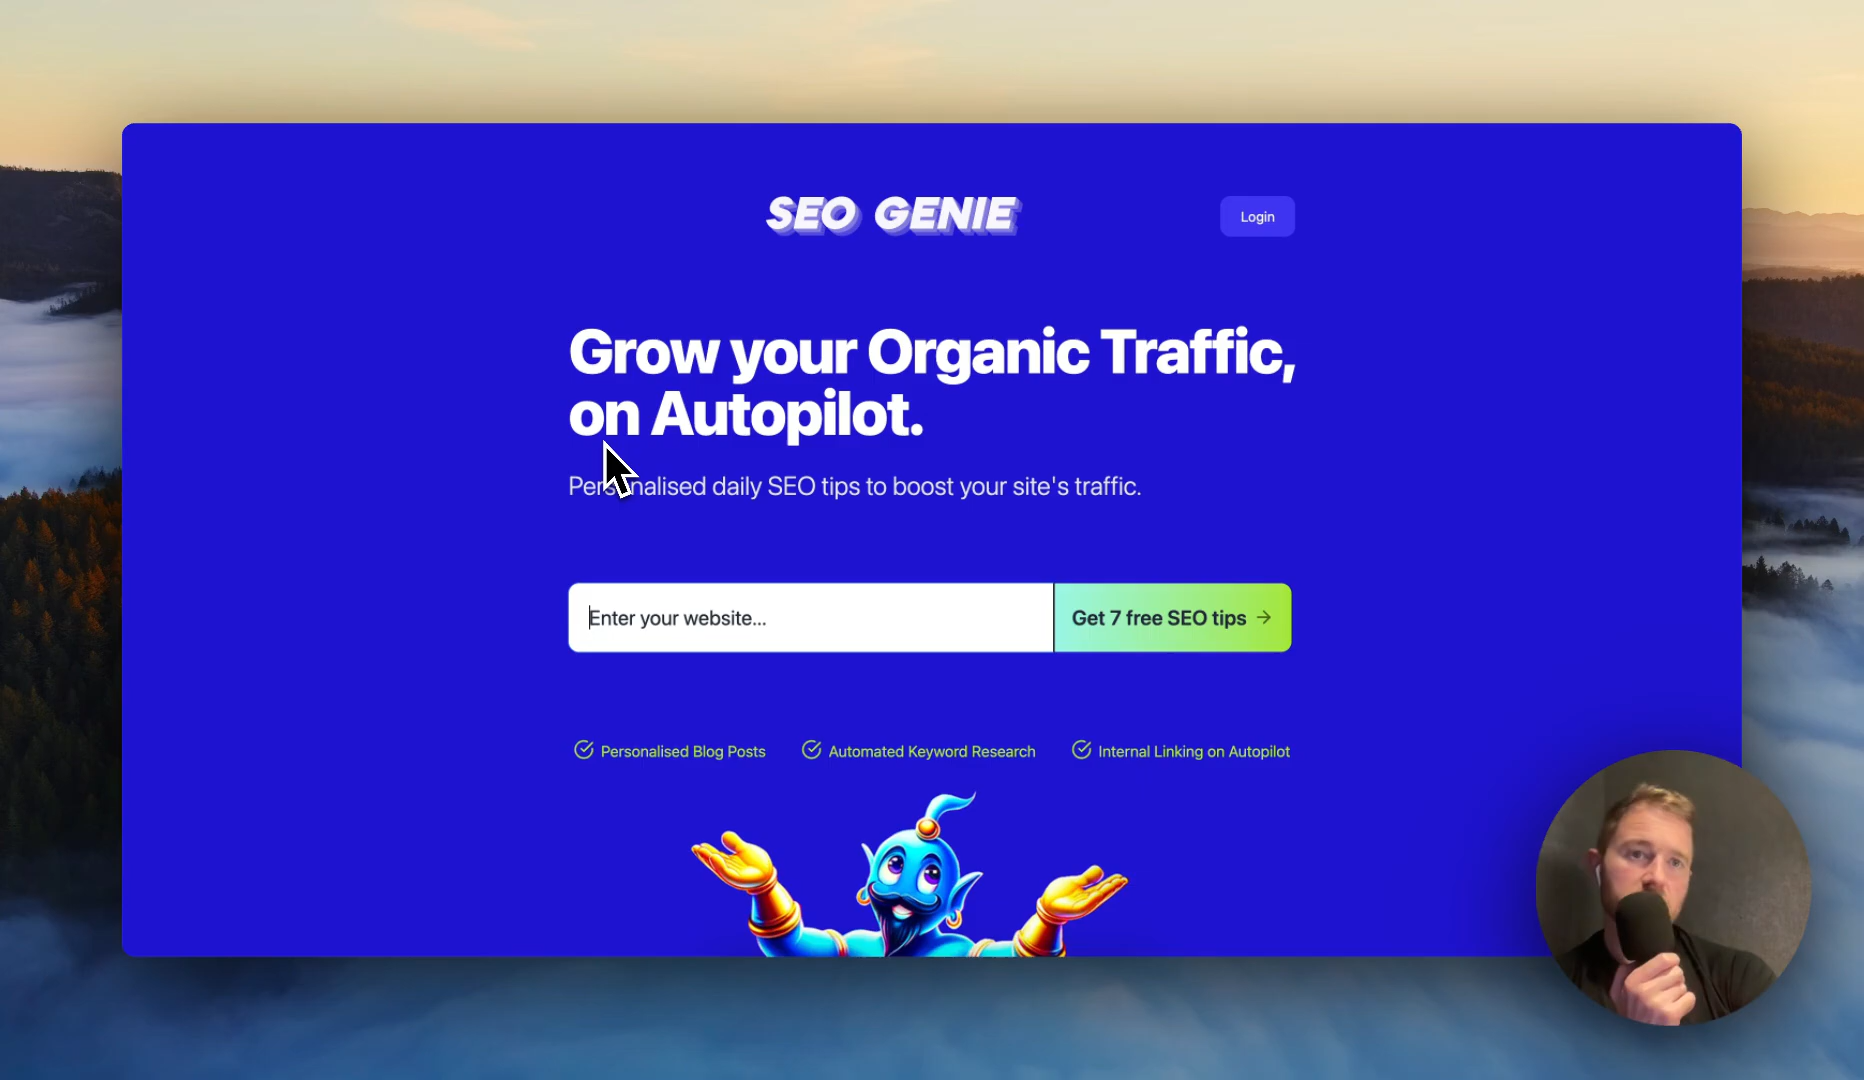 SEO GENIE
Login
Grow your Organic Traffic,
on Autopilot.
Personalised daily SEO tips to boost your site's traffic.
Enter your website...
Get 7 free SEO tips →
Personalised Blog Posts
Automated Keyword Research
Internal Linking on Autopilot